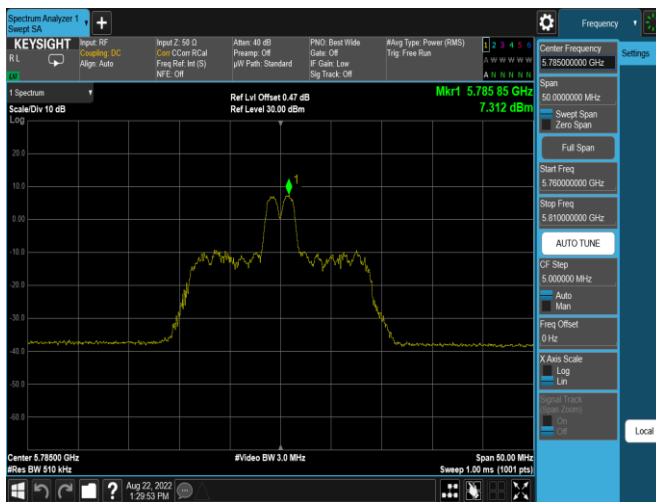 Spectrum Analyzer 1
Swept SA
Frequency
KEYSIGHT
R L
Input: RF
Coupling: DC
Align: Auto
Input Z: 50 Ω
Corr CCorr RCal
Freq Ref: Int (S)
NFE: Off
Atten: 40 dB
Preamp: Off
µW Path: Standard
PNO: Best Wide
Gate: Off
IF Gain: Low
Sig Track: Off
#Avg Type: Power (RMS)
Trig: Free Run
1 2 3 4 5 6
A W W W W W
A N N N N N
1 Spectrum
Scale/Div 10 dB
Log
Ref Lvl Offset 0.47 dB
Ref Level 30.00 dBm
Mkr1 5.785 85 GHz
7.312 dBm
20.0
10.0
0.00
-10.0
-20.0
-30.0
-40.0
-50.0
-60.0
1
Center 5.78500 GHz
#Res BW 510 kHz
#Video BW 3.0 MHz
Span 50.00 MHz
Sweep 1.00 ms (1001 pts)
Aug 22, 2022
1:29:53 PM
Center Frequency
5.785000000 GHz
Settings
Span
50.0000000 MHz
Swept Span
Zero Span
Full Span
Start Freq
5.760000000 GHz
Stop Freq
5.810000000 GHz
AUTO TUNE
CF Step
5.000000 MHz
Auto
Man
Freq Offset
0 Hz
X Axis Scale
Log
Lin
Signal Track
(Span Zoom)
On
Off
Local